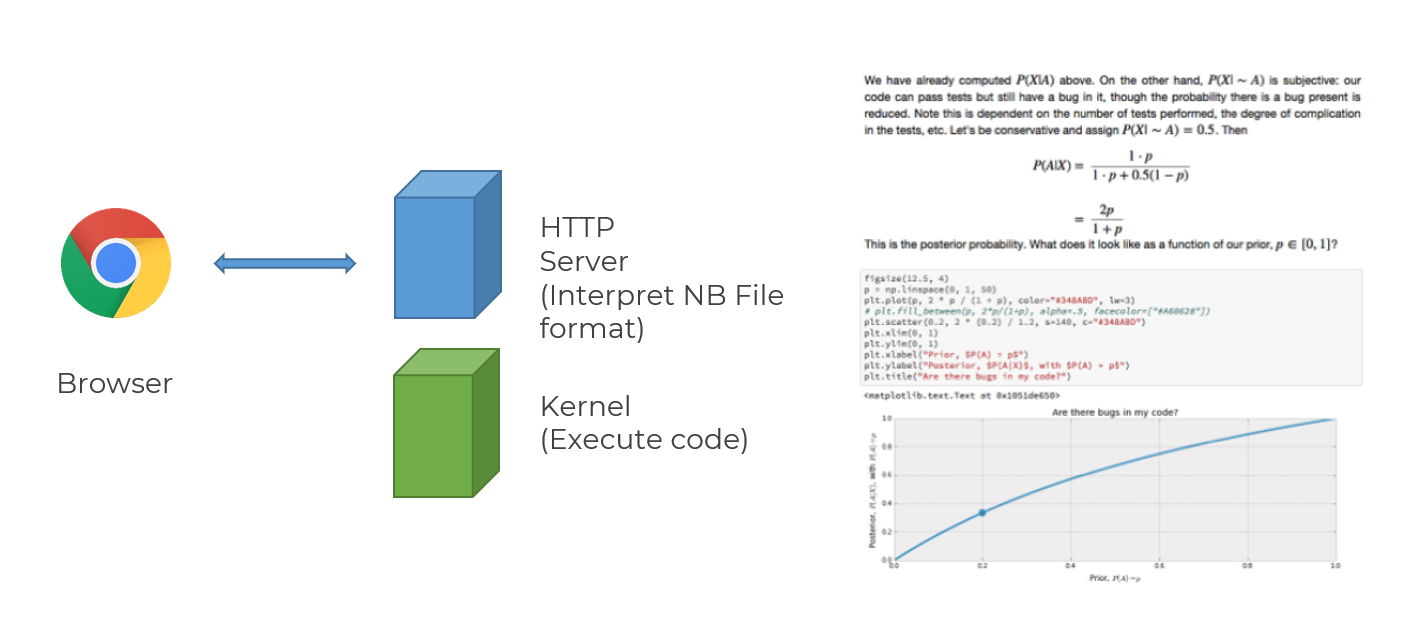 Browser
HTTP
Server
(Interpret NB File
format)
Kernel
(Execute code)
We have already computed P(X|A) above. On the other hand, P(X| ∼ A) is subjective: our
code can pass tests but still have a bug in it, though the probability there is a bug present is
reduced. Note this is dependent on the number of tests performed, the degree of complication
in the tests, etc. Let's be conservative and assign P(X| ∼ A) = 0.5. Then
P(A|X) = 1 · p
1 · p + 0.5(1 − p)
= 2p
1 + p
This is the posterior probability. What does it look like as a function of our prior, p ∈ [0, 1]?
figsize(12.5, 4)
p = np.linspace(0, 1, 50)
plt.plot(p, 2 * p / (1 + p), color="#348ABD", lw=3)
# plt.fill_between(p, 2*p/(1+p), alpha=.5, facecolor=["#A60628"])
plt.scatter(0.2, 2 * (0.2) / 1.2, s=140, c="#348ABD")
plt.xlim(0, 1)
plt.ylim(0, 1)
plt.xlabel("Prior, $P(A) = p$")
plt.ylabel("Posterior, $P(A|X)$, with $P(A) = p$")
plt.title("Are there bugs in my code?")
<matplotlib.text.Text at 0x1051de650>
Are there bugs in my code?
1.0
0.8
0.6
0.4
0.2
0.0
Posterior, P(A|X), with P(A)=p
0.0 0.2 0.4 0.6 0.8 1.0
Prior, P(A)=p